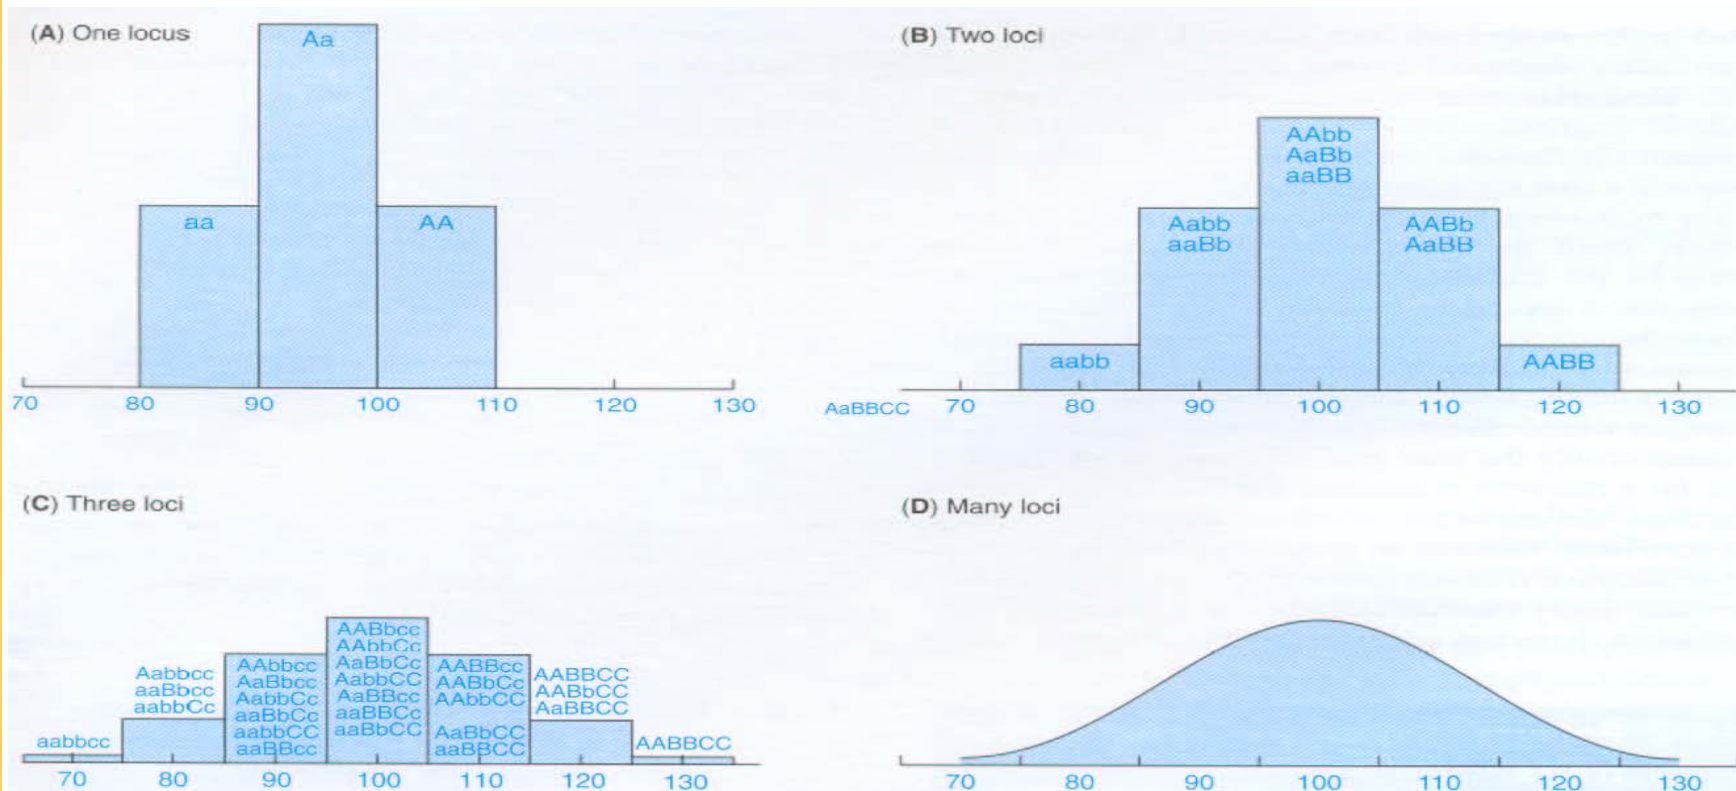 (A) One locus
Aa
aa
AA
70 80 90 100 110 120 130
(B) Two loci
AAbb
AaBb
aaBB
Aabb
aaBb
AABb
AaBB
aabb
AABB
AaBBCC
70 80 90 100 110 120 130
(C) Three loci
aabbcc
Aabbcc
aaBbcc
aabbCc
AAbbcc
AaBbcc
AabbCc
aaBbCc
aabbCC
aaBBcc
AABbcc
AAbbCc
AaBbCc
AabbCC
AaBBcc
aaBBCc
aaBbCC
AABBcc
AABbCc
AAbbCC
AaBbCC
aaBBCC
AABBCC
AABbCC
AaBBCC
AABBCC
70 80 90 100 110 120 130
(D) Many loci
70 80 90 100 110 120 130